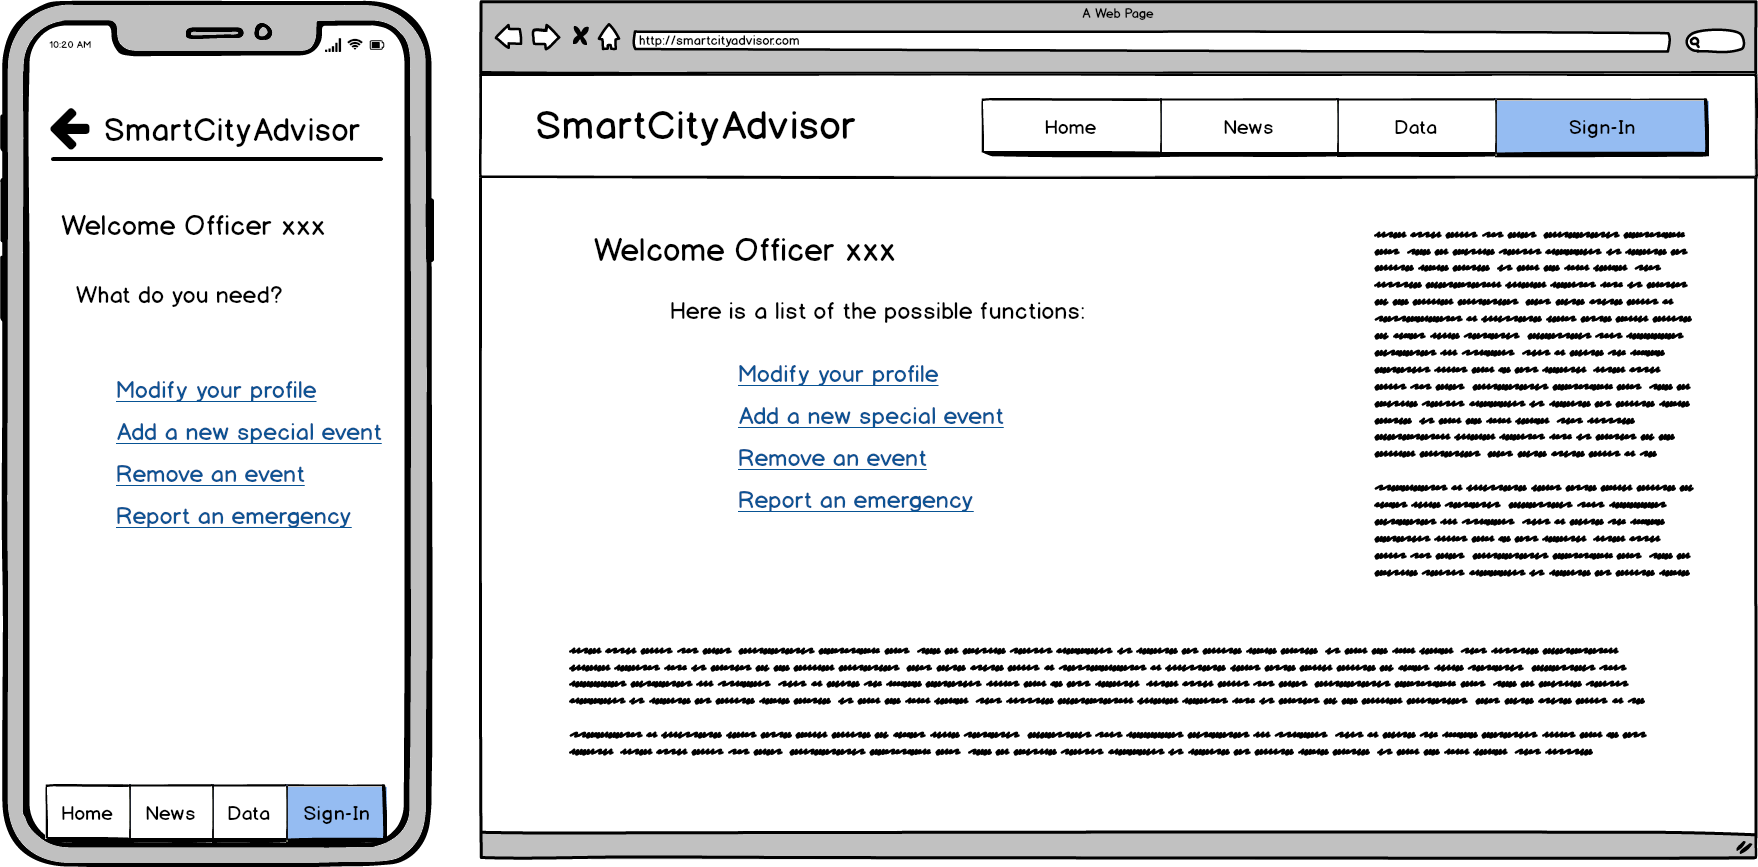 10:20 AM
SmartCityAdvisor
Welcome Officer xxx
What do you need?
Modify your profile
Add a new special event
Remove an event
Report an emergency
Home News Data Sign-In
A Web Page
http://smartcityadvisor.com
SmartCityAdvisor
Home News Data Sign-In
Welcome Officer xxx
Here is a list of the possible functions:
Modify your profile
Add a new special event
Remove an event
Report an emergency